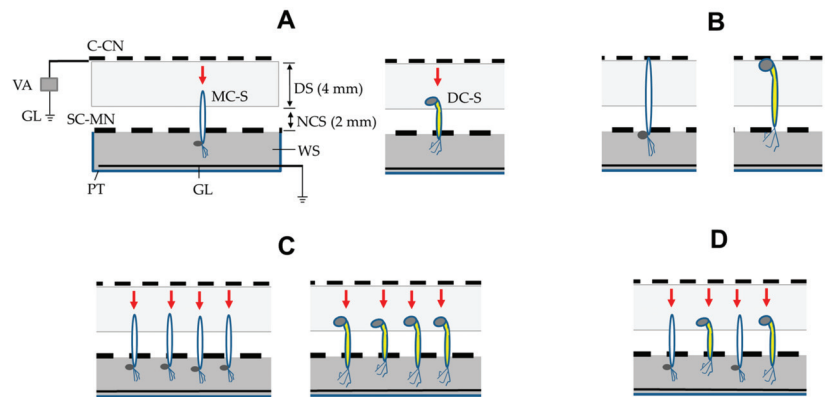 A
B
C-CN
VA
GL
SC-MN
MC-S
DS (4 mm)
NCS (2 mm)
WS
PT
GL
DC-S
C
D